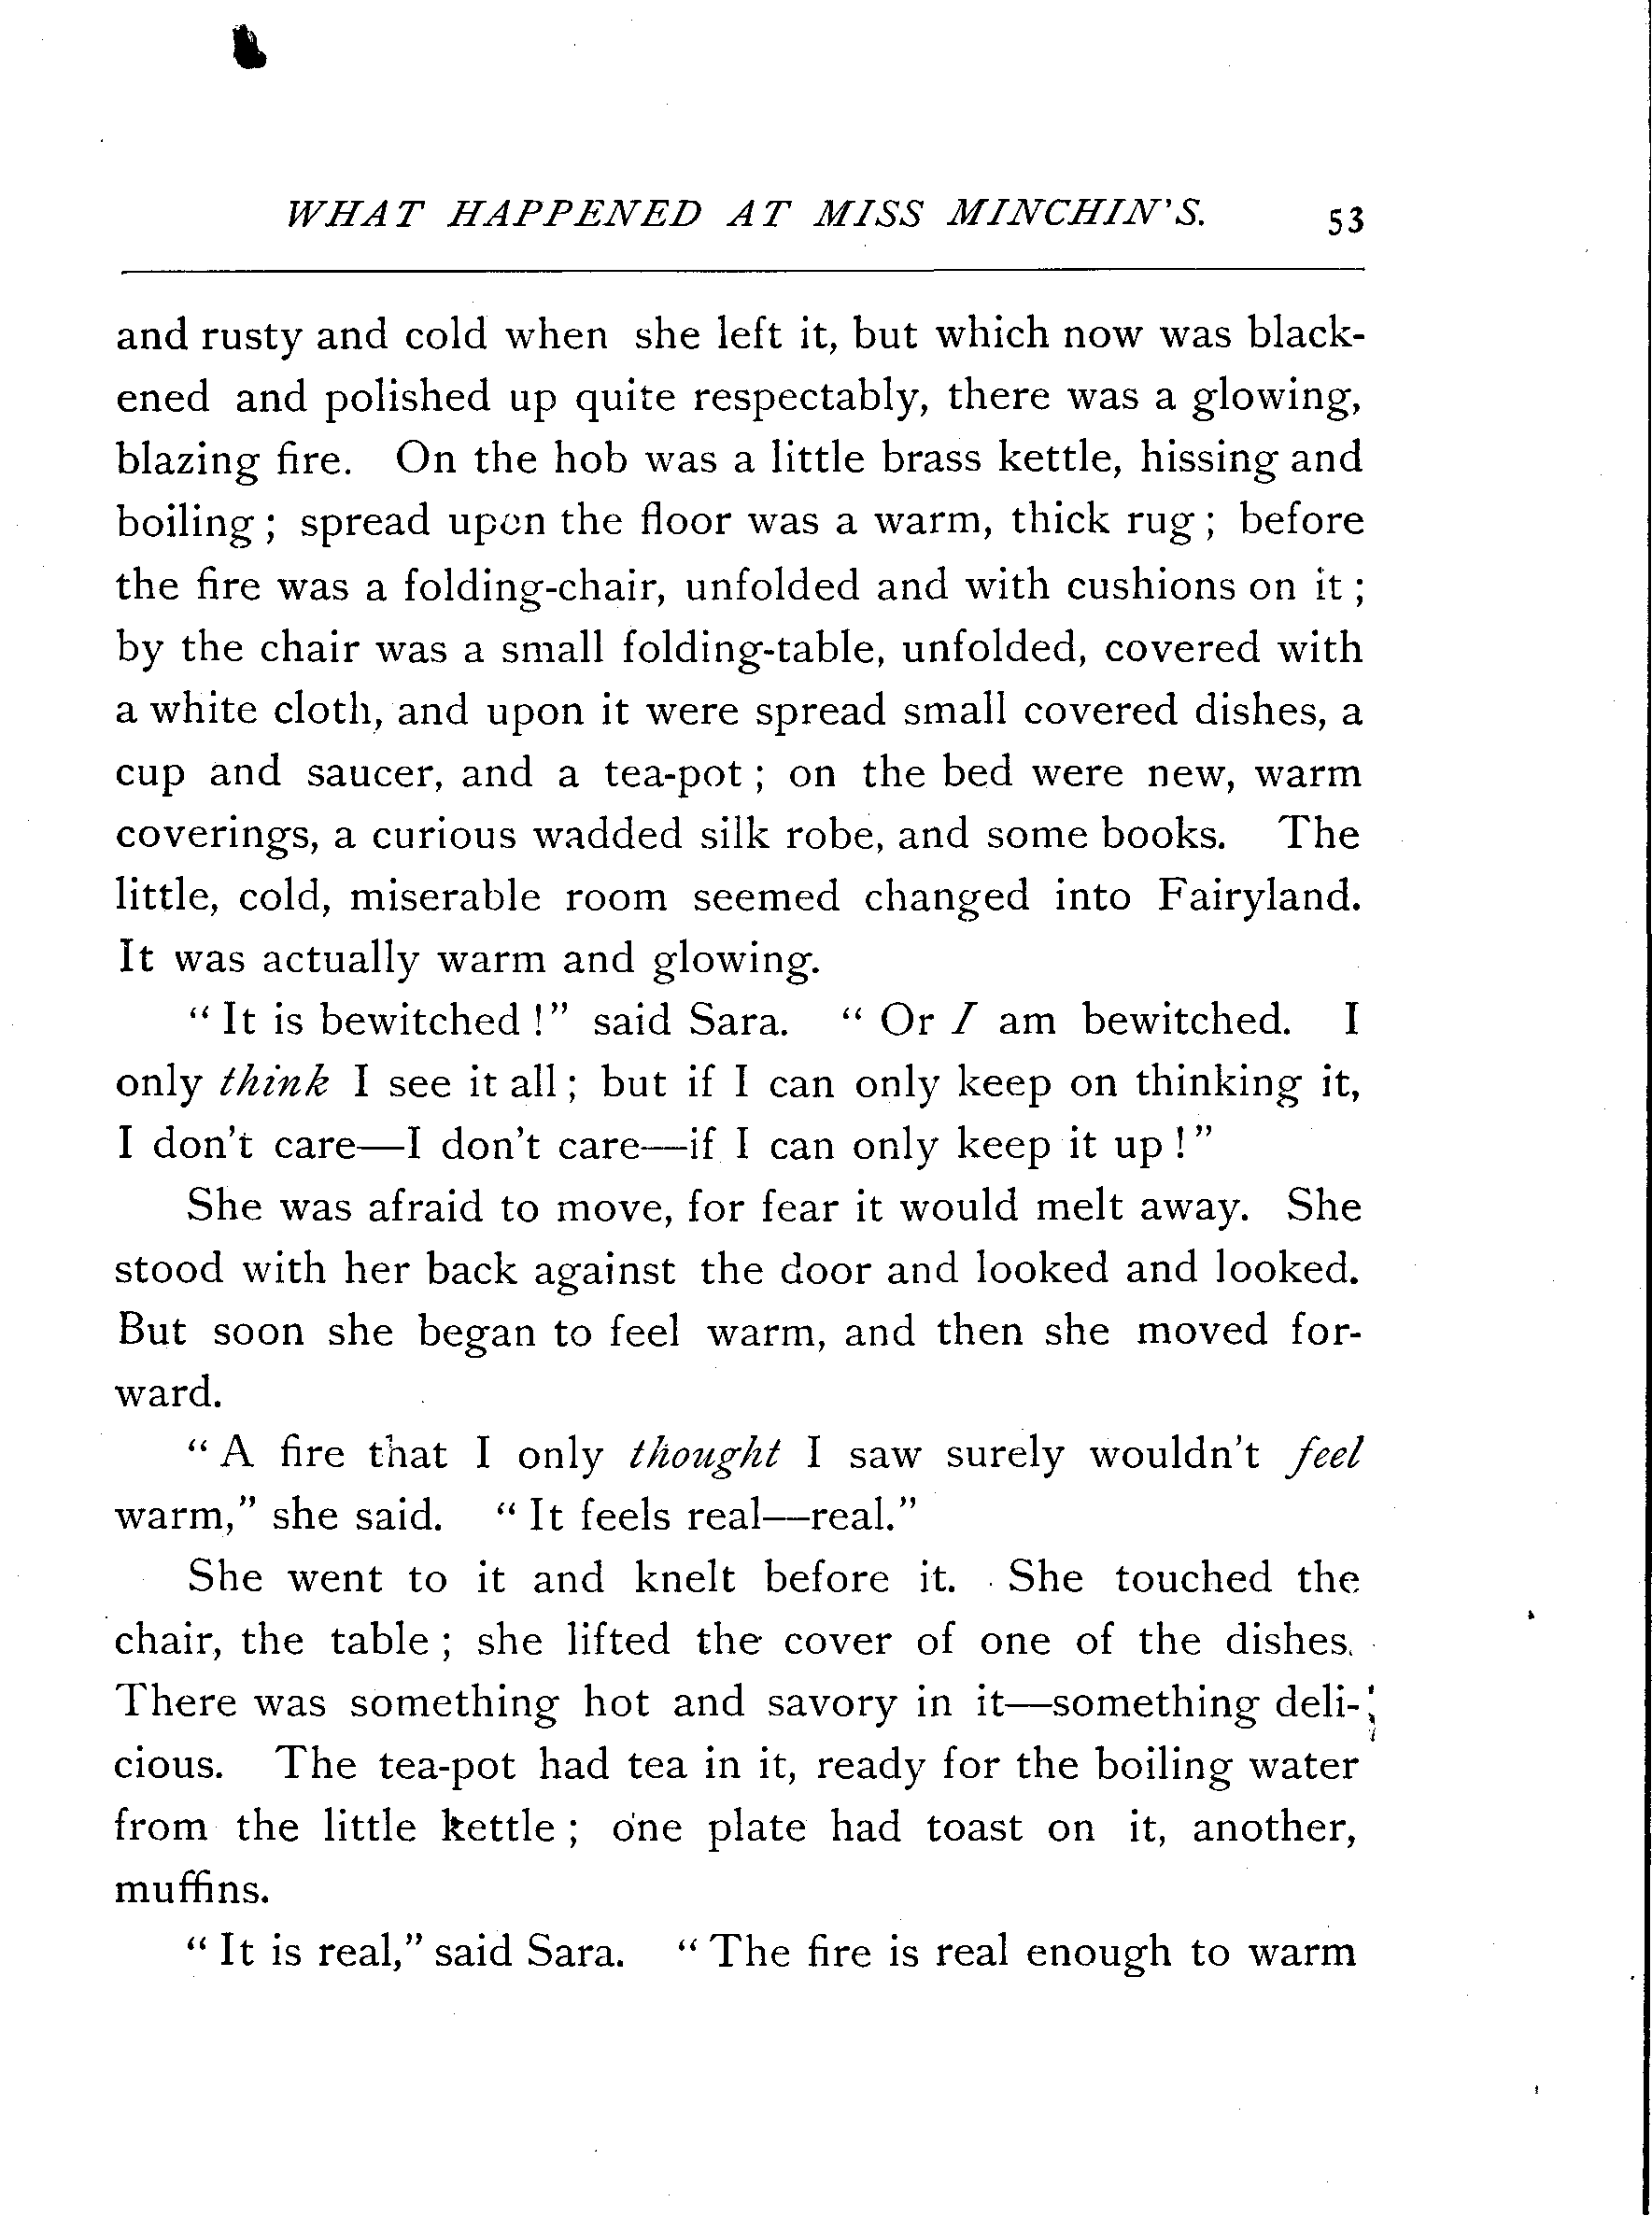 WHAT HAPPENED AT MISS MINCHIN'S. 53
and rusty and cold when she left it, but which now was black-
ened and polished up quite respectably, there was a glowing,
blazing fire. On the hob was a little brass kettle, hissing and
boiling; spread upon the floor was a warm, thick rug; before
the fire was a folding-chair, unfolded and with cushions on it;
by the chair was a small folding-table, unfolded, covered with
a white cloth, and upon it were spread small covered dishes, a
cup and saucer, and a tea-pot; on the bed were new, warm
coverings, a curious wadded silk robe, and some books. The
little, cold, miserable room seemed changed into Fairyland.
It was actually warm and glowing.
"It is bewitched!" said Sara. "Or I am bewitched. I
only think I see it all; but if I can only keep on thinking it,
I don't care—I don't care—if I can only keep it up!"
She was afraid to move, for fear it would melt away. She
stood with her back against the door and looked and looked.
But soon she began to feel warm, and then she moved for-
ward.
"A fire that I only thought I saw surely wouldn't feel
warm," she said. "It feels real—real."
She went to it and knelt before it. She touched the
chair, the table; she lifted the cover of one of the dishes.
There was something hot and savory in it—something deli-
cious. The tea-pot had tea in it, ready for the boiling water
from the little kettle; one plate had toast on it, another,
muffins.
"It is real," said Sara. "The fire is real enough to warm